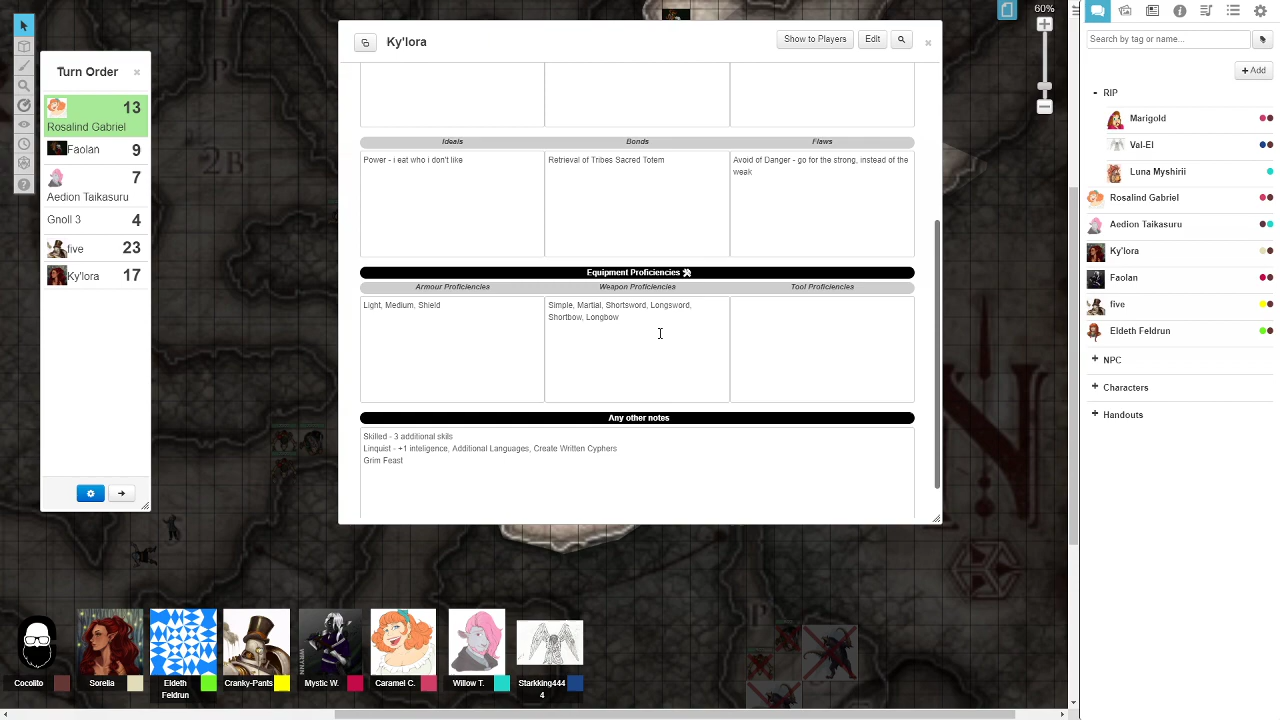 60%
Search by tag or name...
+ Add
- RIP
Marigold
Val-El
Luna Myshirii
Rosalind Gabriel
Aedion Taikasuru
Ky'lora
Faolan
five
Eldeth Feldrun
+ NPC
+ Characters
+ Handouts
Turn Order
×
13
Rosalind Gabriel
Faolan 9
7
Aedion Taikasuru
Gnoll 3 4
five 23
Ky'lora 17
Ky'lora
Show to Players
Edit
×
Ideals
Bonds
Flaws
Power - i eat who i don't like
Retrieval of Tribes Sacred Totem
Avoid of Danger - go for the strong, instead of the
weak
Equipment Proficiencies
Armour Proficiencies
Weapon Proficiencies
Tool Proficiencies
Light, Medium. Shield
Simple, Martial, Shortsword, Longsword,
Shortbow, Longbow
Any other notes
Skilled - 3 additional skils
Linquist - +1 inteligence, Additional Languages, Create Written Cyphers
Grim Feast
2B
Cocolito
Sorella
Eldeth
Feldrun
Cranky-Pants
Mystic W.
Caramel C.
Willow T.
Starkking444
4